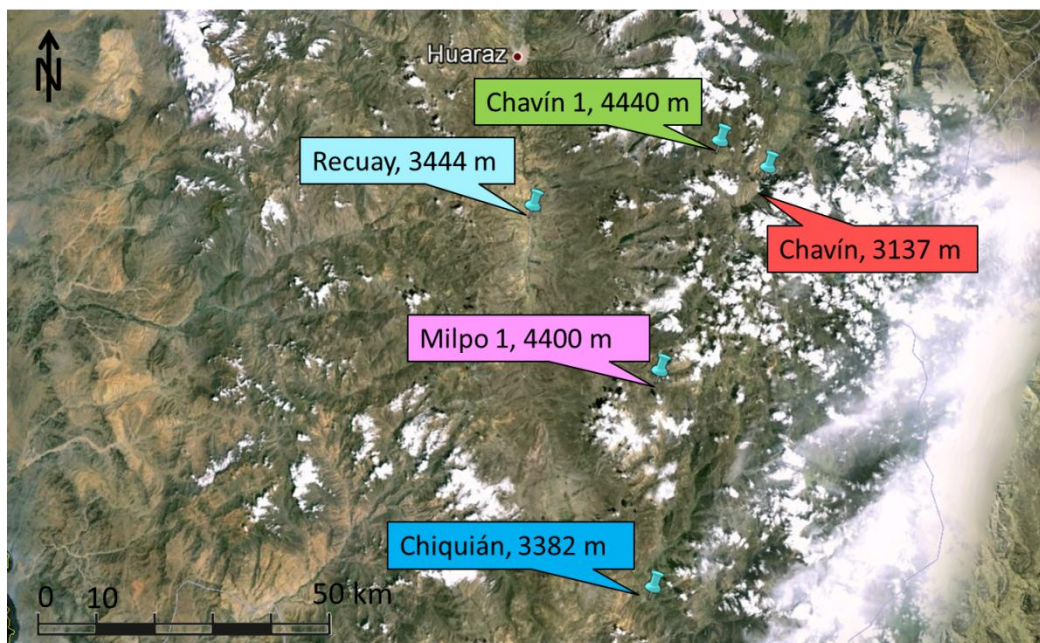 N
Huaraz
Chavín 1, 4440 m
Recuay, 3444 m
Chavín, 3137 m
Milpo 1, 4400 m
Chiquián, 3382 m
0 10 50 km